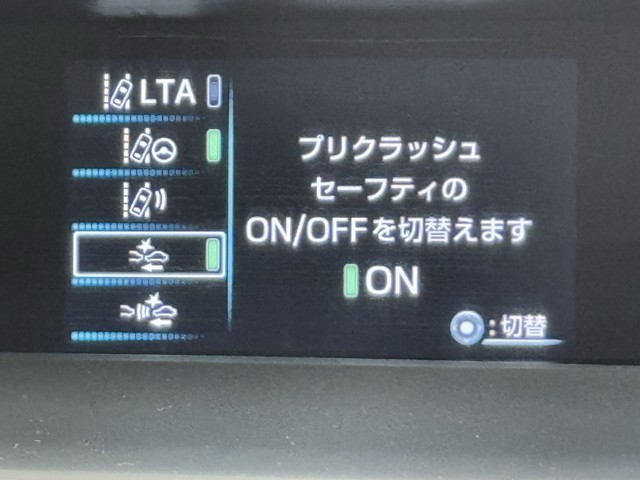 LTA
プリクラッシュ
セーフティの
ON/OFFを切替えます
ON
:切替